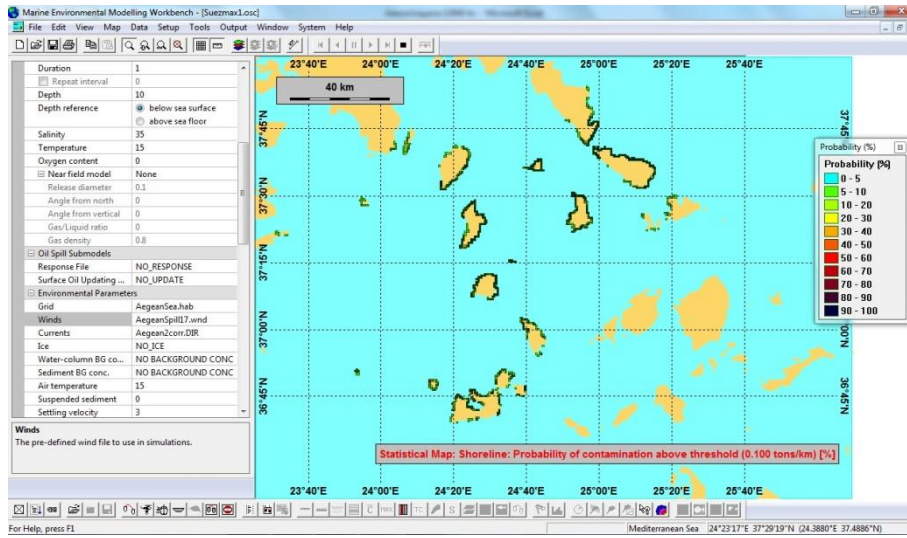 Marine Environmental Modelling Workbench - [Suezmax1.osc]
File Edit View Map Data Setup Tools Output Window System Help
Duration 1
Repeat interval 0
Depth 10
Depth reference below sea surface
above sea floor
Salinity 35
Temperature 15
Oxygen content 0
Near field model None
Release diameter 0.1
Angle from north 0
Angle from vertical 0
Gas/Liquid ratio 0
Gas density 0.8
Oil Spill Submodels
Response File NO_RESPONSE
Surface Oil Updating ... NO_UPDATE
Environmental Parameters
Grid AegeanSea.hab
Winds AegeanSpill17.wnd
Currents Aegean2corr.DIR
Ice NO_ICE
Water-column BG co... NO BACKGROUND CONC
Sediment BG conc. NO BACKGROUND CONC
Air temperature 15
Suspended sediment 0
Settling velocity 3
Winds
The pre-defined wind file to use in simulations.
23°40'E 24°00'E 24°20'E 24°40'E 25°00'E 25°20'E 25°40'E
40 km
37°45'N
37°30'N
37°15'N
37°00'N
36°45'N
37°45
00'N
36°45'N
Probability (%)
Probability (%)
0 - 5
5 - 10
10 - 20
20 - 30
30 - 40
40 - 50
50 - 60
60 - 70
70 - 80
80 - 90
90 - 100
Statistical Map: Shoreline: Probability of contamination above threshold (0.100 tons/km) [%]
23°40'E 24°00'E 24°20'E 24°40'E 25°00'E 25°20'E 25°40'E
For Help, press F1
Mediterranean Sea 24°23'17"E 37°29'19"N (24.3880°E 37.4886°N)